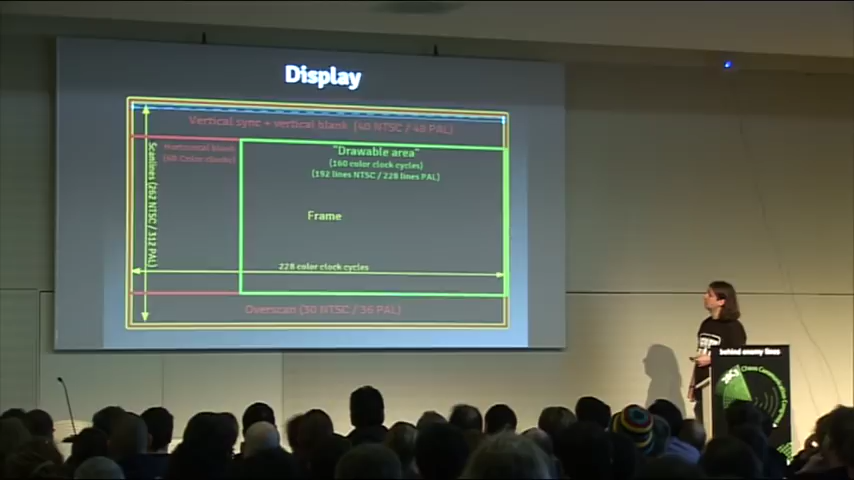 Display
Vertical sync + vertical blank (40 NTSC / 48 PAL)
Horizontal blank
(68 Color clocks)
"Drawable area"
(160 color clock cycles)
(192 lines NTSC / 228 lines PAL)
Scanlines (262 NTSC / 312 PAL)
Frame
228 color clock cycles
Overscan (30 NTSC / 36 PAL)
behind enemy lines
Chaos Communication